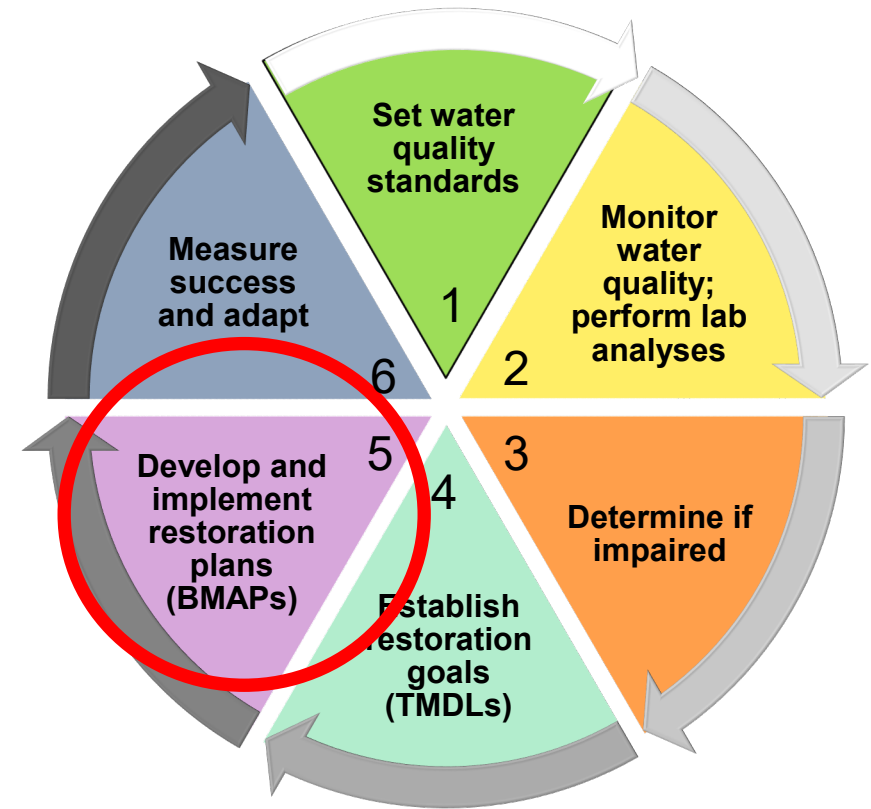 Set water
quality
standards
1
Monitor
water
quality;
perform lab
analyses
2
3
Determine if
impaired
4
Establish
restoration
goals
(TMDLs)
5
Develop and
implement
restoration
plans
(BMAPs)
Measure
success
and adapt
6